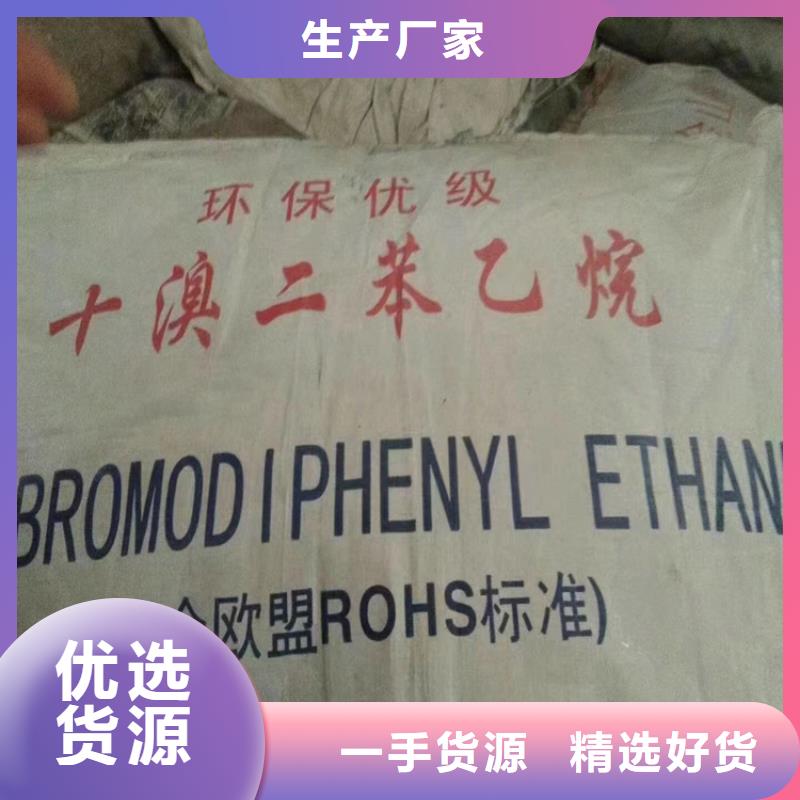 生产厂家
环保优级
十溴二苯乙烷
BROMODIPHENYL ETHAN
欧盟ROHS标准)
优选
货源
一手货源 精选好货